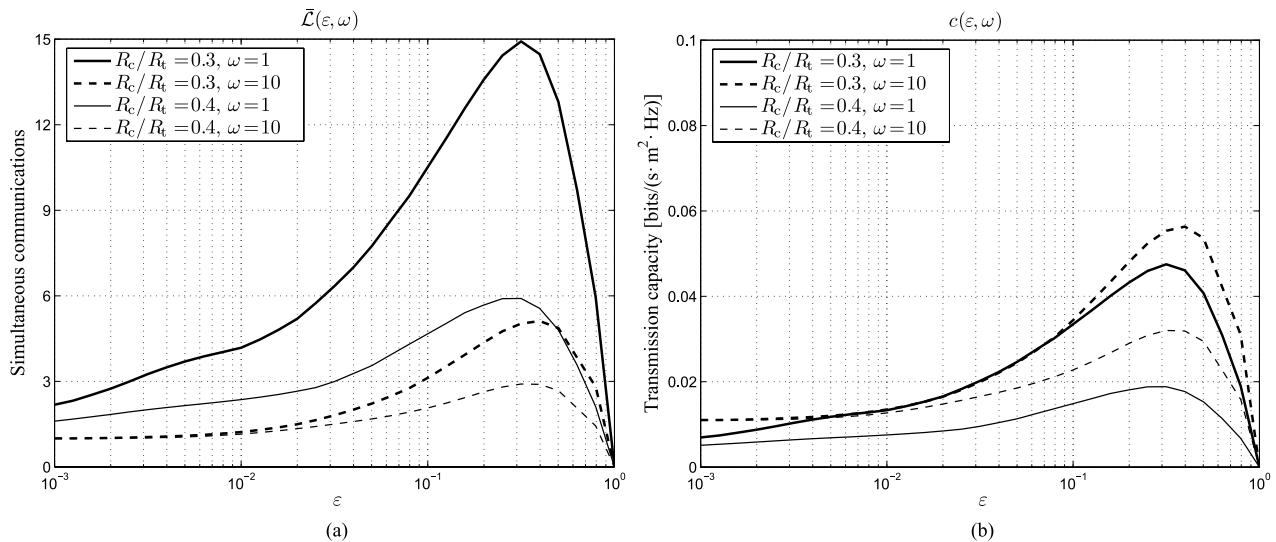 $\bar{\mathcal{L}}(\varepsilon, \omega)$
15
12
9
6
3
0
Simultaneous communications
R_c/R_t = 0.3, ω = 1
R_c/R_t = 0.3, ω = 10
R_c/R_t = 0.4, ω = 1
R_c/R_t = 0.4, ω = 10
10^{-3}
10^{-2}
10^{-1}
10^0
ε
(a)
c(ε, ω)
0.1
0.08
0.06
0.04
0.02
0
Transmission capacity [bits/(s· m^2· Hz)]
R_c/R_t = 0.3, ω = 1
R_c/R_t = 0.3, ω = 10
R_c/R_t = 0.4, ω = 1
R_c/R_t = 0.4, ω = 10
10^{-3}
10^{-2}
10^{-1}
10^0
ε
(b)